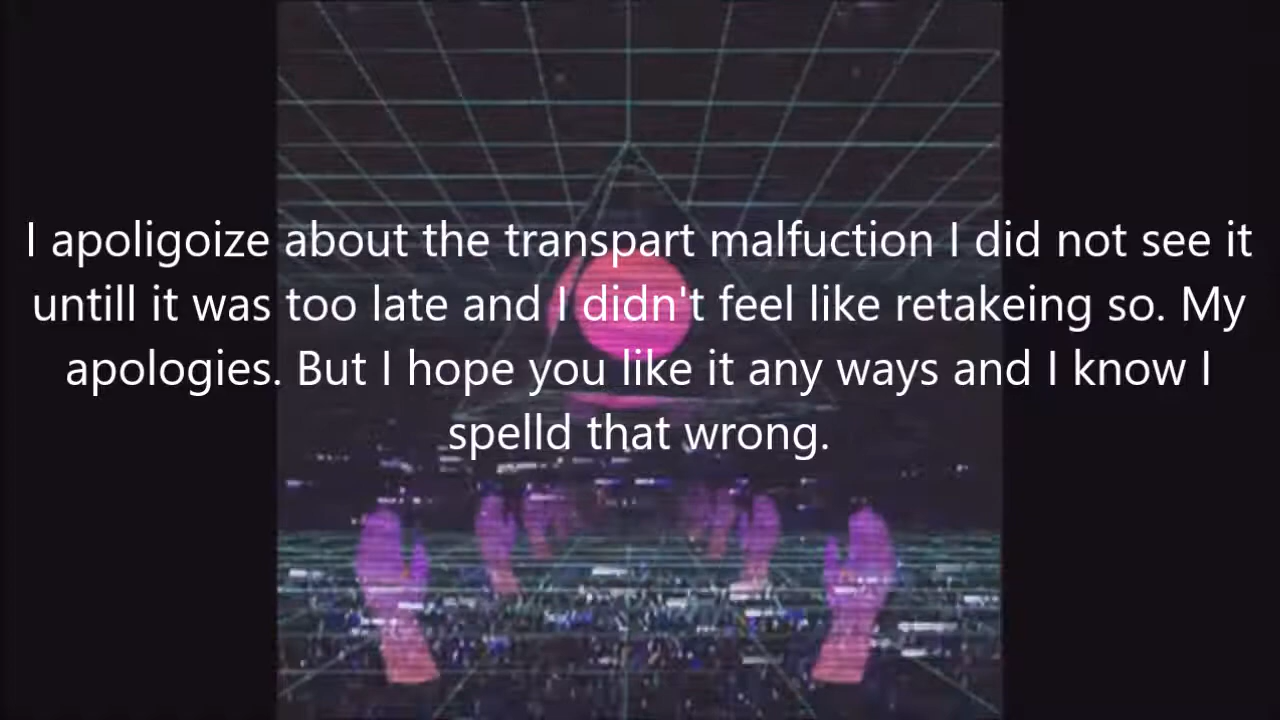 I apoligoize about the transpart malfuction I did not see it
untill it was too late and I didn't feel like retakeing so. My
apologies. But I hope you like it any ways and I know I
spelld that wrong.